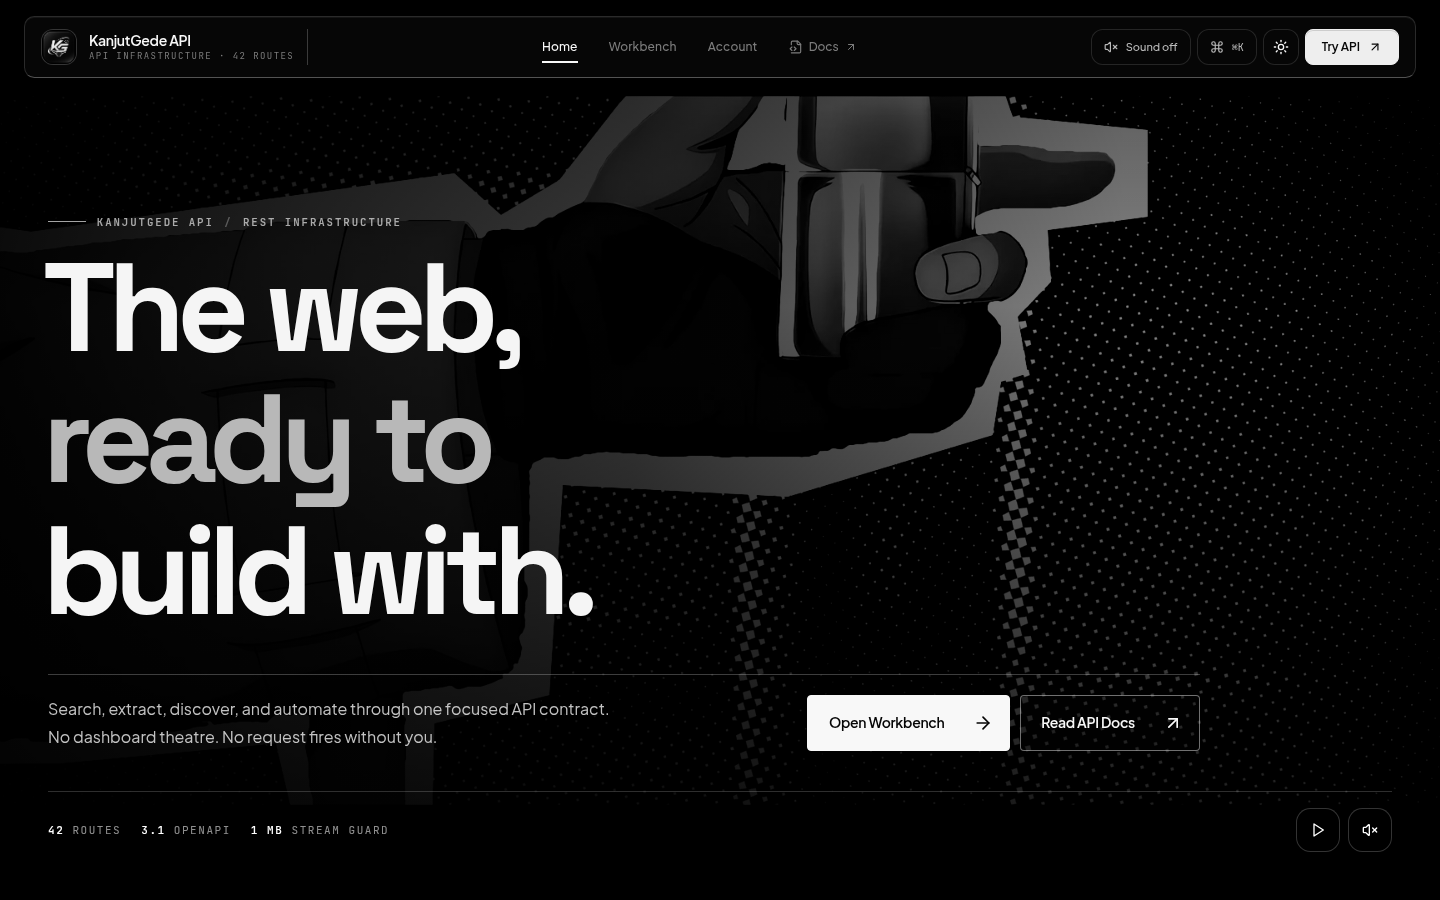 KG
KanjutGede API
API INFRASTRUCTURE · 42 ROUTES
Home
Workbench
Account
Docs
Sound off
⌘K
Try API
KANJUTGEDE API / REST INFRASTRUCTURE
The web,
ready to
build with.
Search, extract, discover, and automate through one focused API contract.
No dashboard theatre. No request fires without you.
Open Workbench
Read API Docs
42 ROUTES 3.1 OPENAPI 1 MB STREAM GUARD